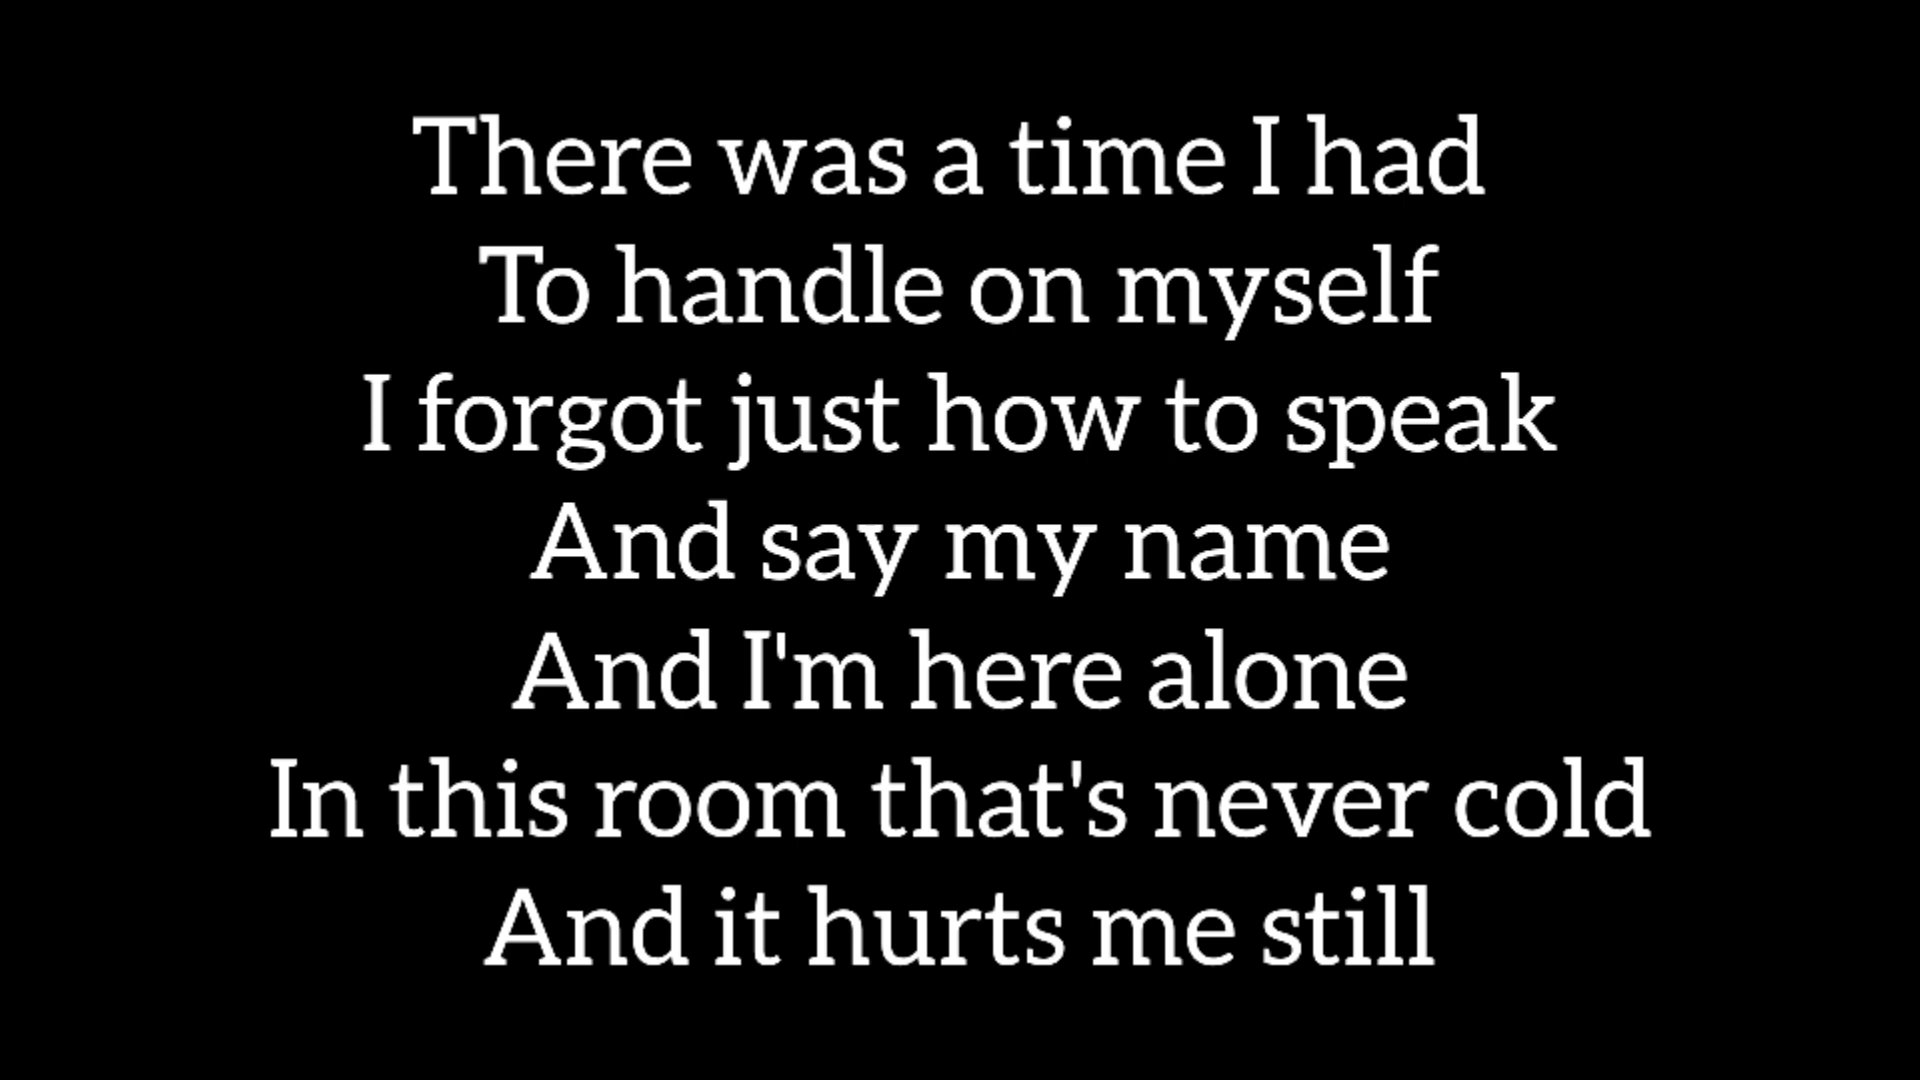 There was a time I had
To handle on myself
I forgot just how to speak
And say my name
And I'm here alone
In this room that's never cold
And it hurts me still